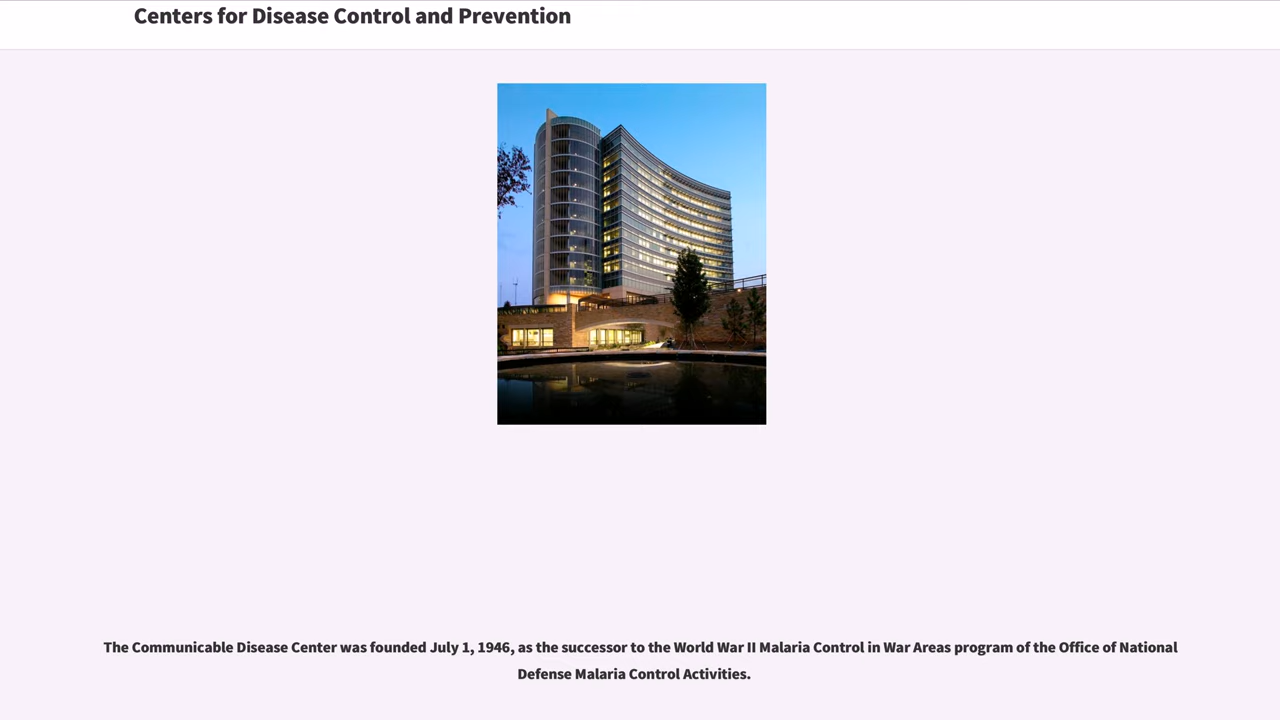 Centers for Disease Control and Prevention
The Communicable Disease Center was founded July 1, 1946, as the successor to the World War II Malaria Control in War Areas program of the Office of National
Defense Malaria Control Activities.